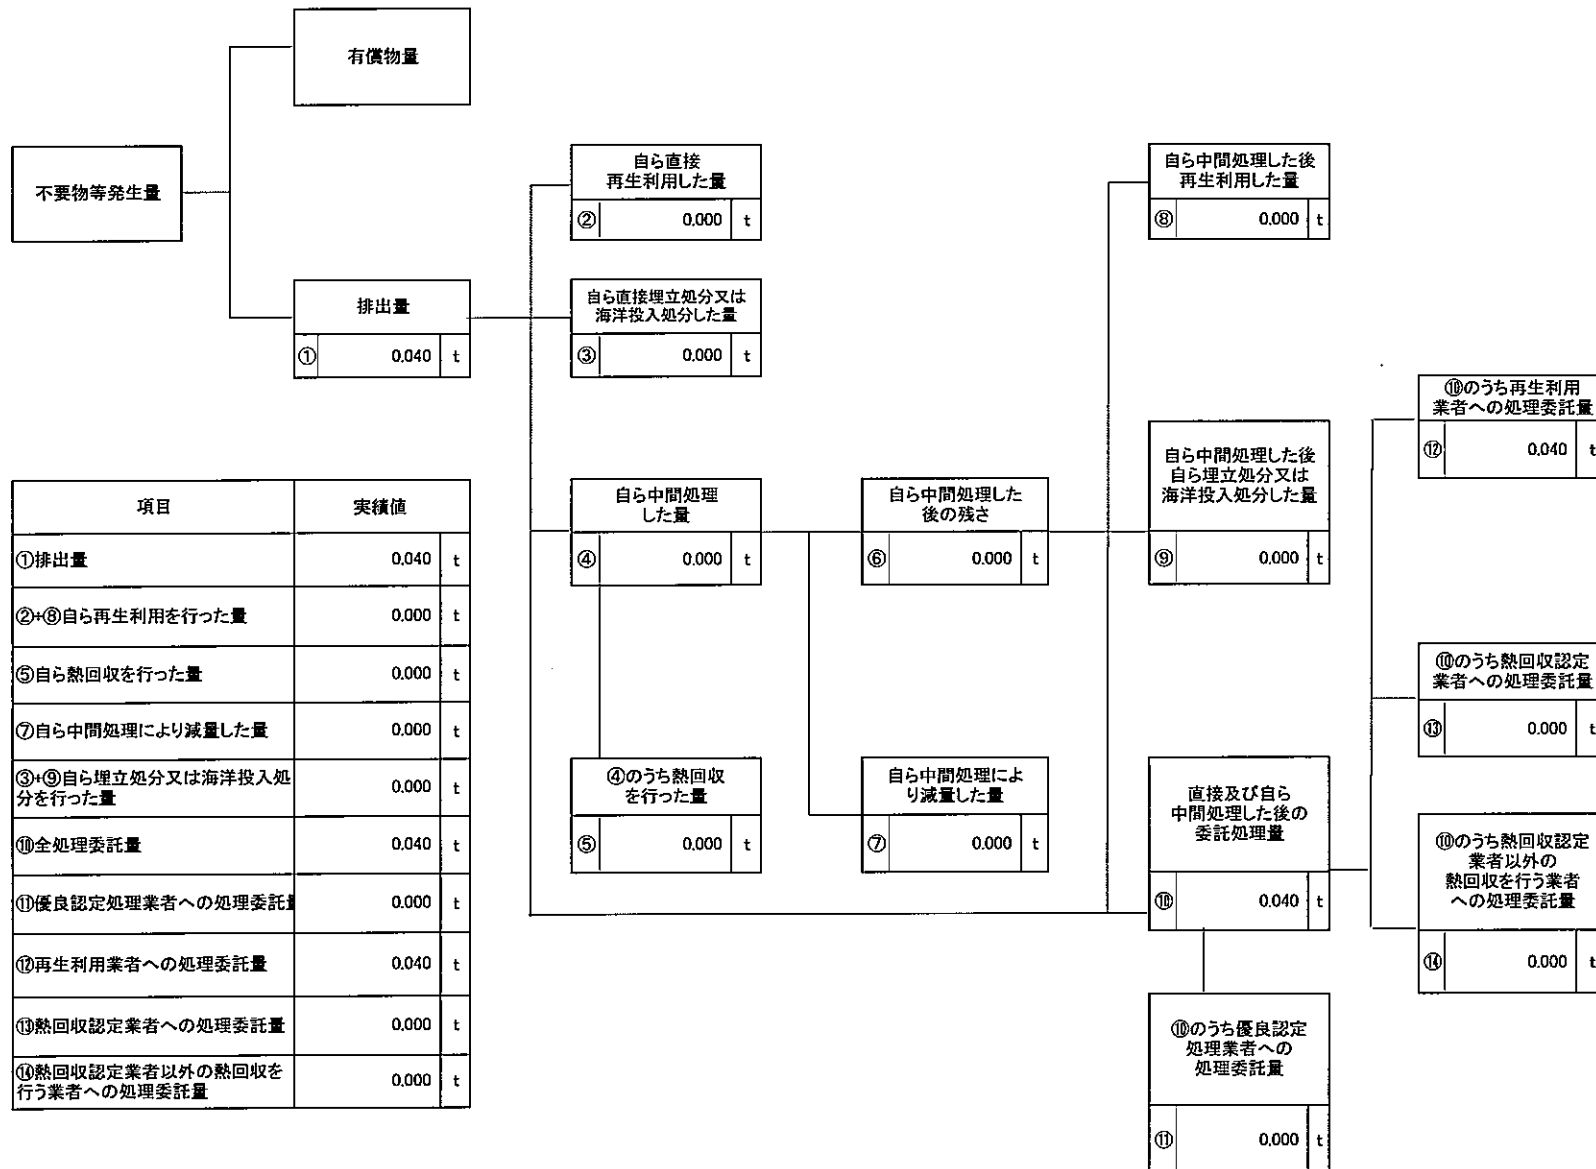 有償物量
不要物等発生量
排出量
① 0.040 t
自ら直接
再生利用した量
② 0.000 t
自ら直接埋立処分又は
海洋投入処分した量
③ 0.000 t
自ら中間処理
した量
④ 0.000 t
④のうち熱回収
を行った量
⑤ 0.000 t
自ら中間処理した
後の残さ
⑥ 0.000 t
自ら中間処理によ
り減量した量
⑦ 0.000 t
自ら中間処理した後
再生利用した量
⑧ 0.000 t
自ら中間処理した後
自ら埋立処分又は
海洋投入処分した量
⑨ 0.000 t
直接及び自ら
中間処理した後の
委託処理量
⑩ 0.040 t
⑩のうち優良認定
処理業者への
処理委託量
⑪ 0.000 t
⑩のうち再生利用
業者への処理委託量
⑫ 0.040 t
⑩のうち熱回収認定
業者への処理委託量
⑬ 0.000 t
⑩のうち熱回収認定
業者以外の
熱回収を行う業者
への処理委託量
⑭ 0.000 t
項目 実績値
①排出量 0.040 t
②+⑧自ら再生利用を行った量 0.000 t
⑤自ら熱回収を行った量 0.000 t
⑦自ら中間処理により減量した量 0.000 t
③+⑨自ら埋立処分又は海洋投入処
分を行った量 0.000 t
⑩全処理委託量 0.040 t
⑪優良認定処理業者への処理委託量 0.000 t
⑫再生利用業者への処理委託量 0.040 t
⑬熱回収認定業者への処理委託量 0.000 t
⑭熱回収認定業者以外の熱回収を
行う業者への処理委託量 0.000 t